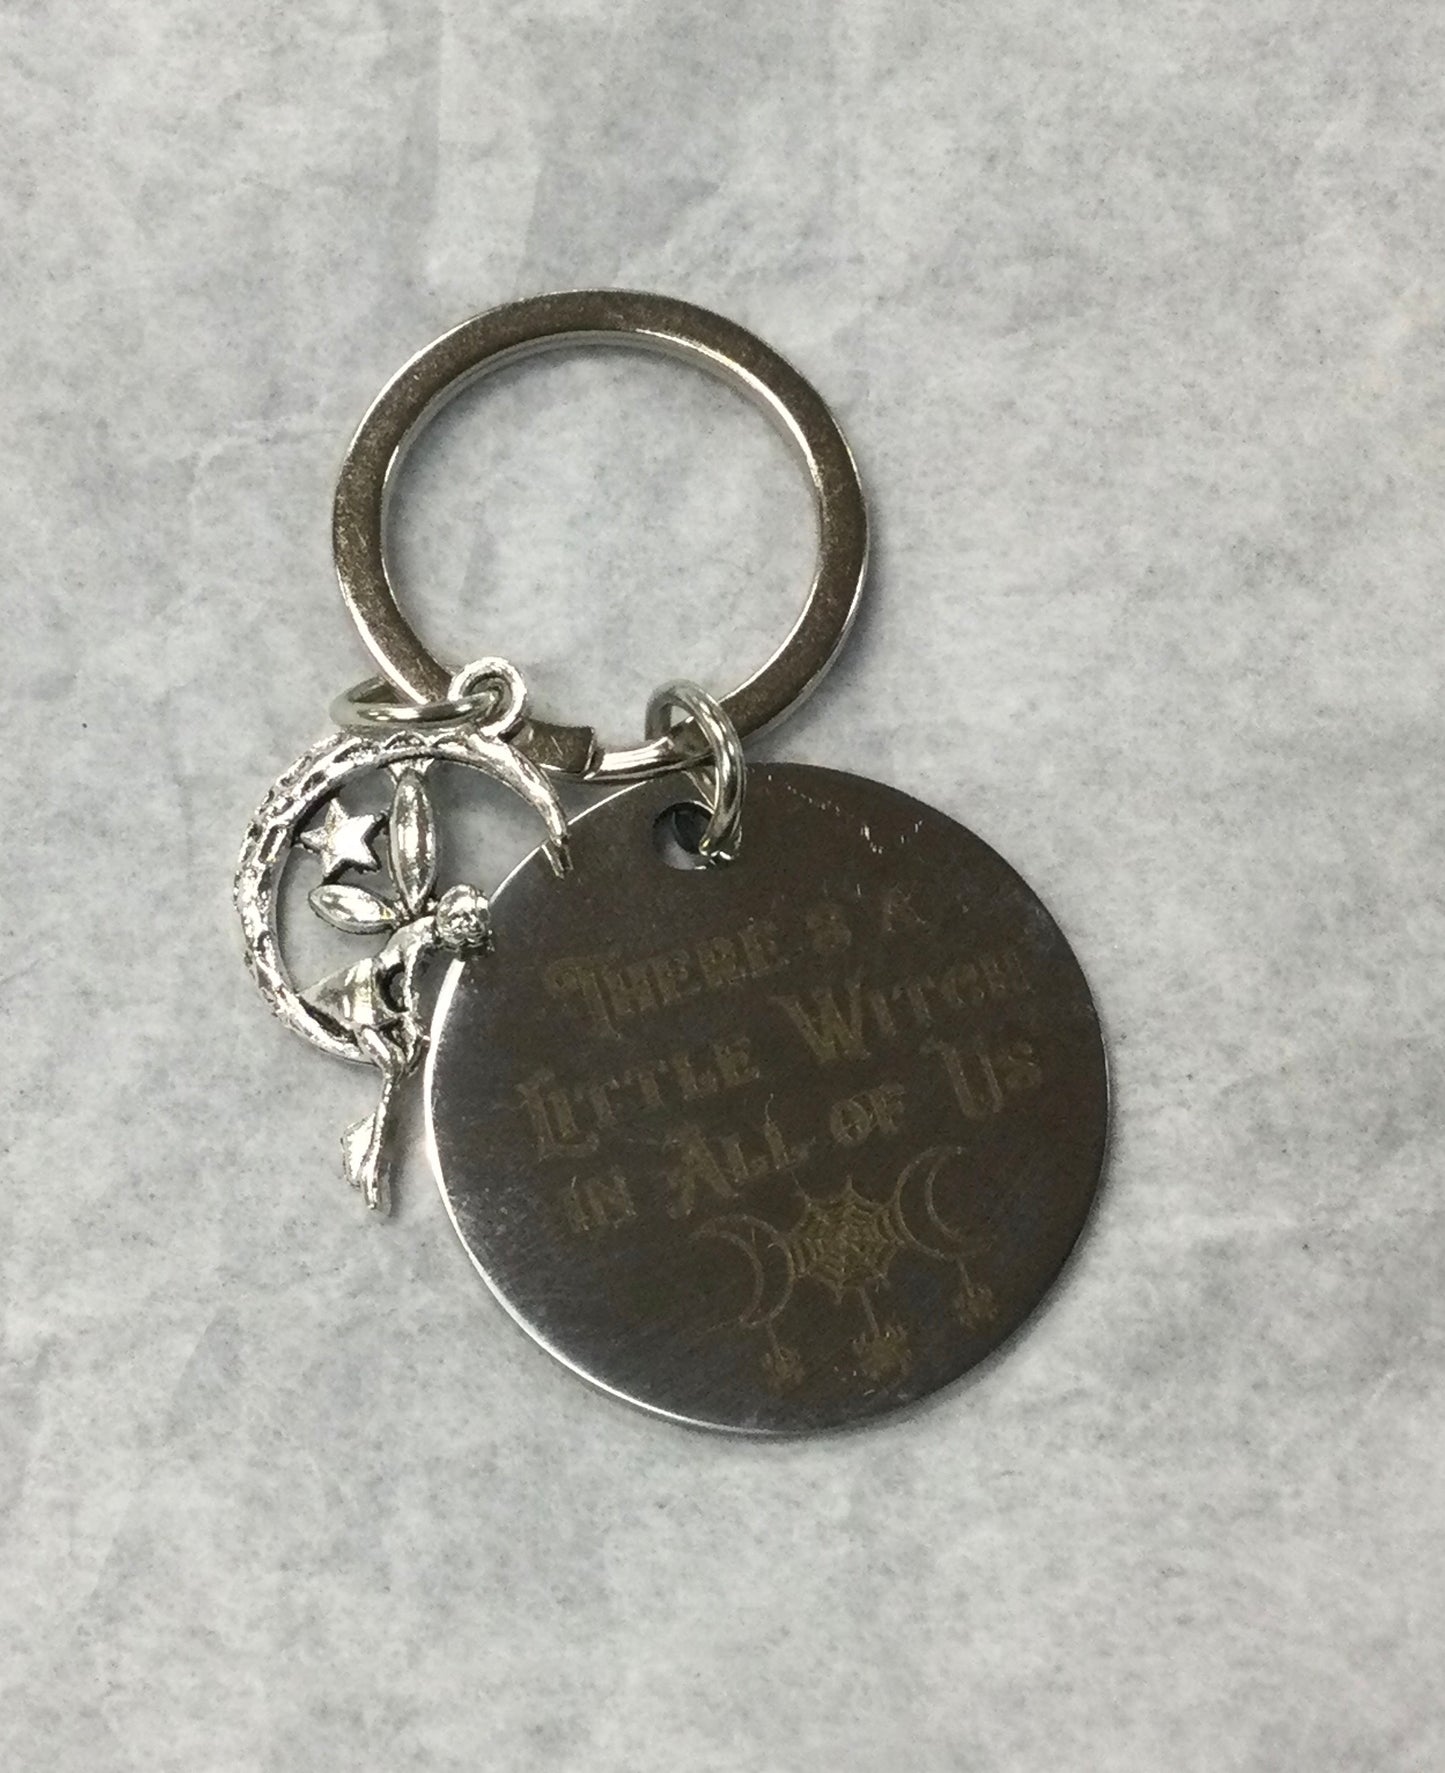 There's A
Little Witch
in All of Us